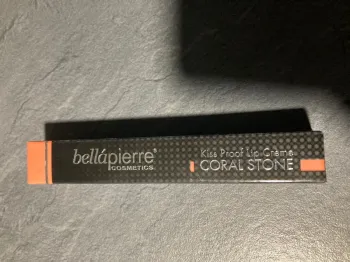 bellápierre®
COSMETICS
Kiss Proof Lip Crème
CORAL STONE